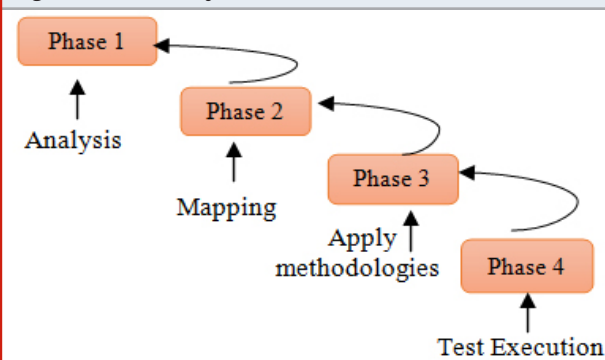 Phase 1
Analysis
Phase 2
Mapping
Phase 3
Apply
methodologies
Phase 4
Test Execution